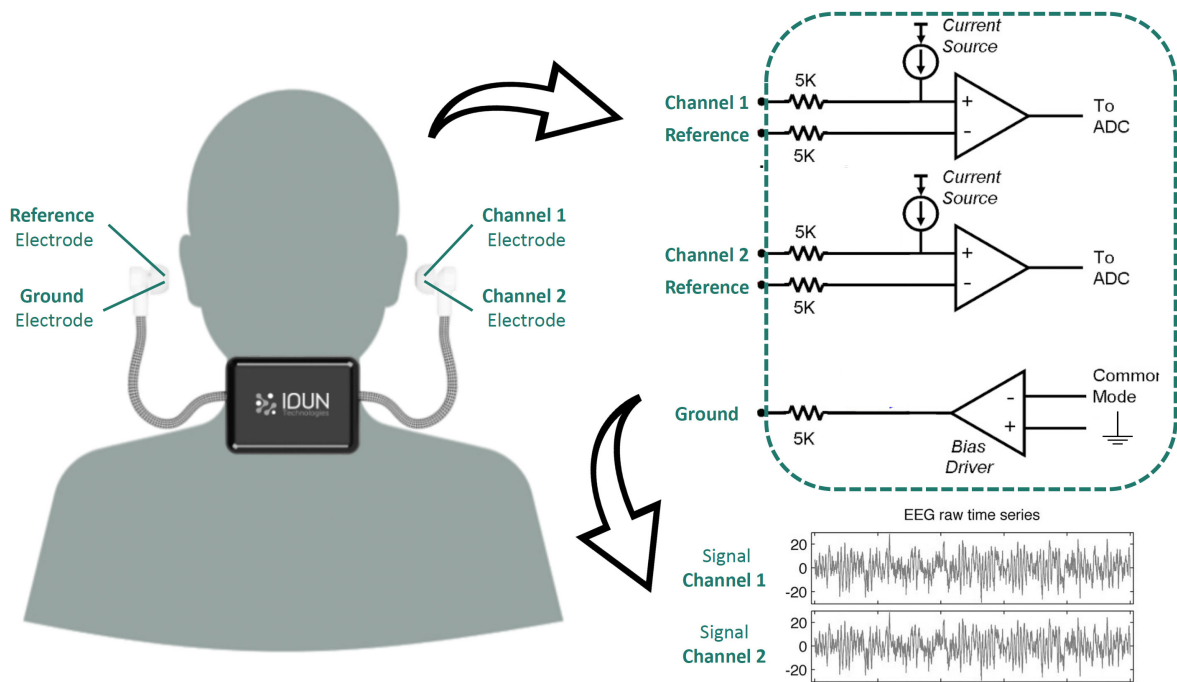 Reference
Electrode
Ground
Electrode
Channel 1
Electrode
Channel 2
Electrode
IDUN
Technologies
Current
Source
5K
Channel 1
+
To
ADC
Reference
-
5K
Current
Source
5K
Channel 2
+
To
ADC
Reference
-
5K
Ground
5K
-
+
Common
Mode
Bias
Driver
EEG raw time series
Signal
Channel 1
20
0
-20
Signal
Channel 2
20
0
-20